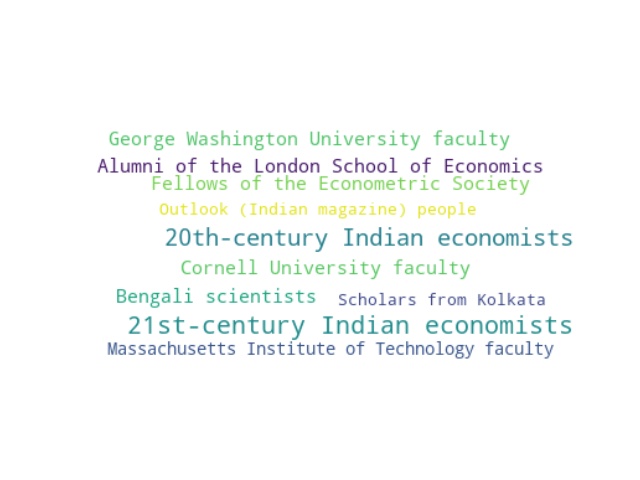 George Washington University faculty
Alumni of the London School of Economics
Fellows of the Econometric Society
Outlook (Indian magazine) people
20th-century Indian economists
Cornell University faculty
Bengali scientists Scholars from Kolkata
21st-century Indian economists
Massachusetts Institute of Technology faculty